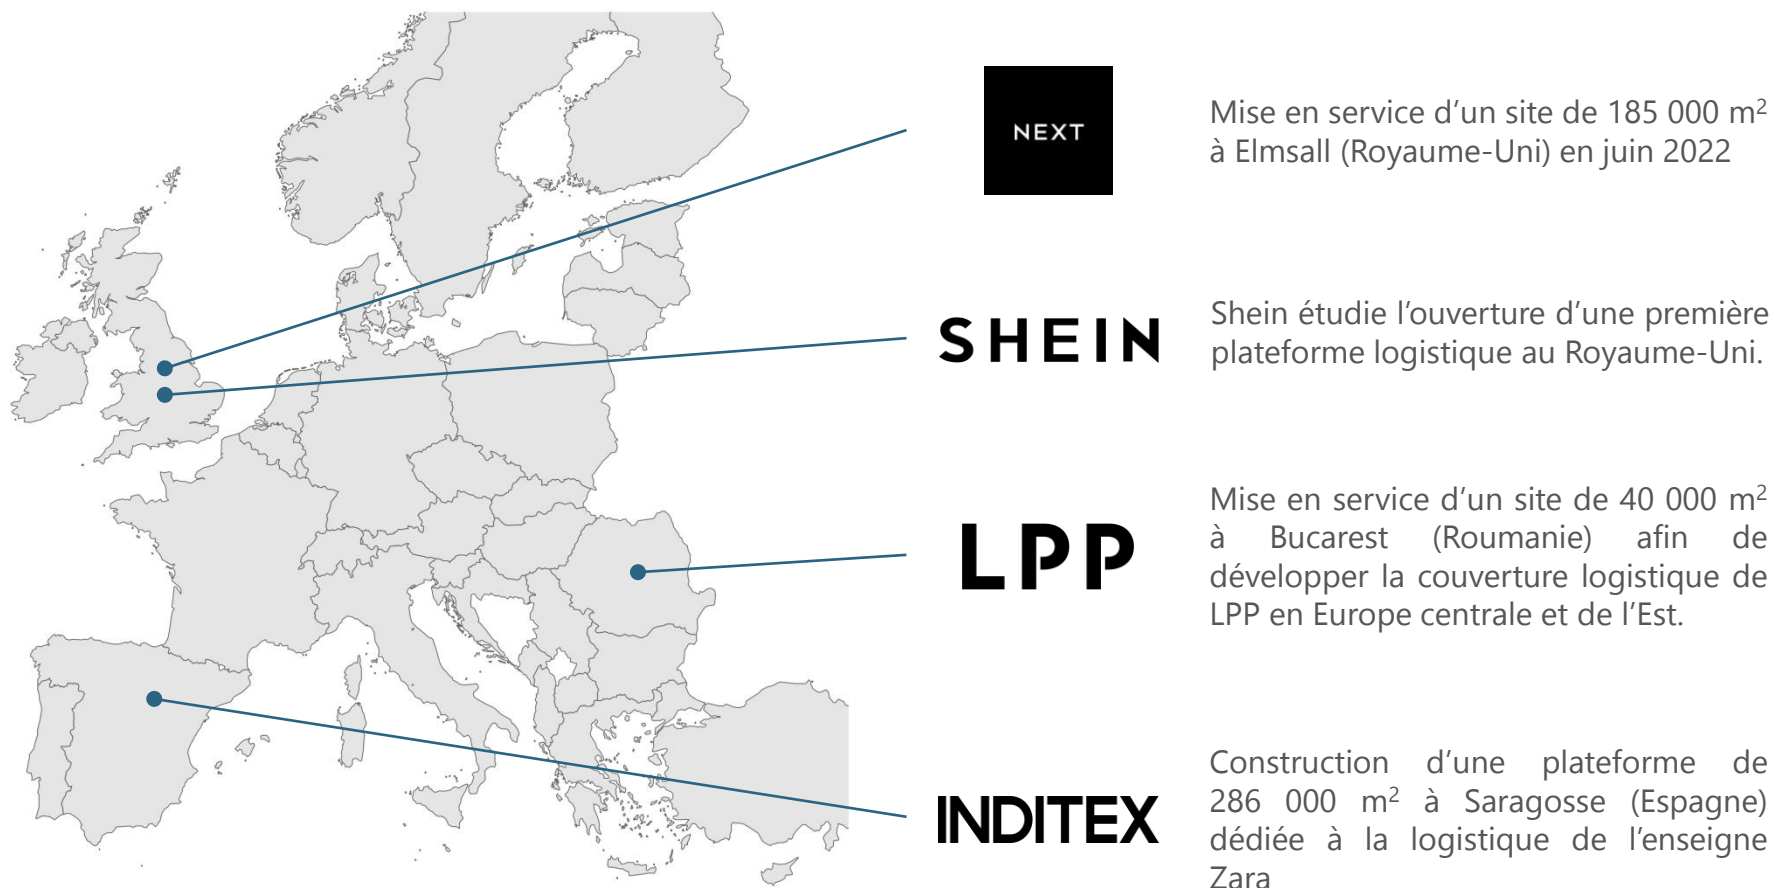 NEXT
Mise en service d’un site de 185 000 m²
à Elmsall (Royaume-Uni) en juin 2022
SHEIN
Shein étudie l’ouverture d’une première
plateforme logistique au Royaume-Uni.
LPP
Mise en service d’un site de 40 000 m²
à Bucarest (Roumanie) afin de
développer la couverture logistique de
LPP en Europe centrale et de l’Est.
INDITEX
Construction d’une plateforme de
286 000 m² à Saragosse (Espagne)
dédiée à la logistique de l’enseigne
Zara